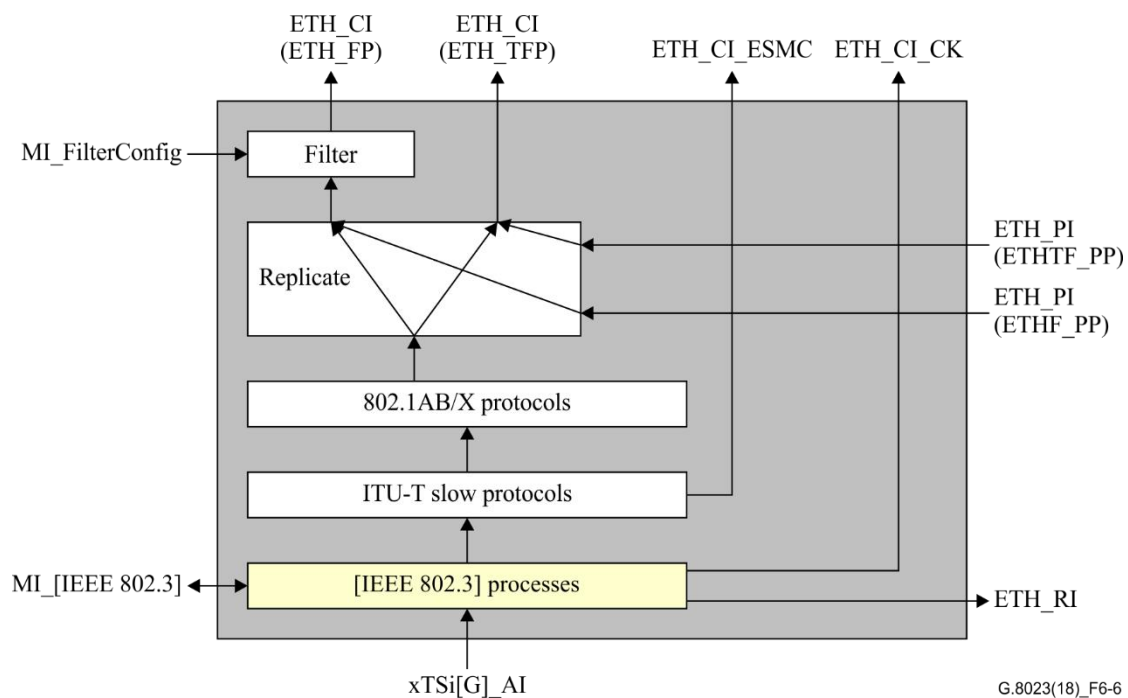 ETH_CI
(ETH_FP)
ETH_CI
(ETH_TFP)
ETH_CI_ESMC
ETH_CI_CK
MI_FilterConfig
Filter
Replicate
ETH_PI
(ETHTF_PP)
ETH_PI
(ETHF_PP)
802.1AB/X protocols
ITU-T slow protocols
MI_[IEEE 802.3]
[IEEE 802.3] processes
ETH_RI
xTSi[G]_AI
G.8023(18)_F6-6